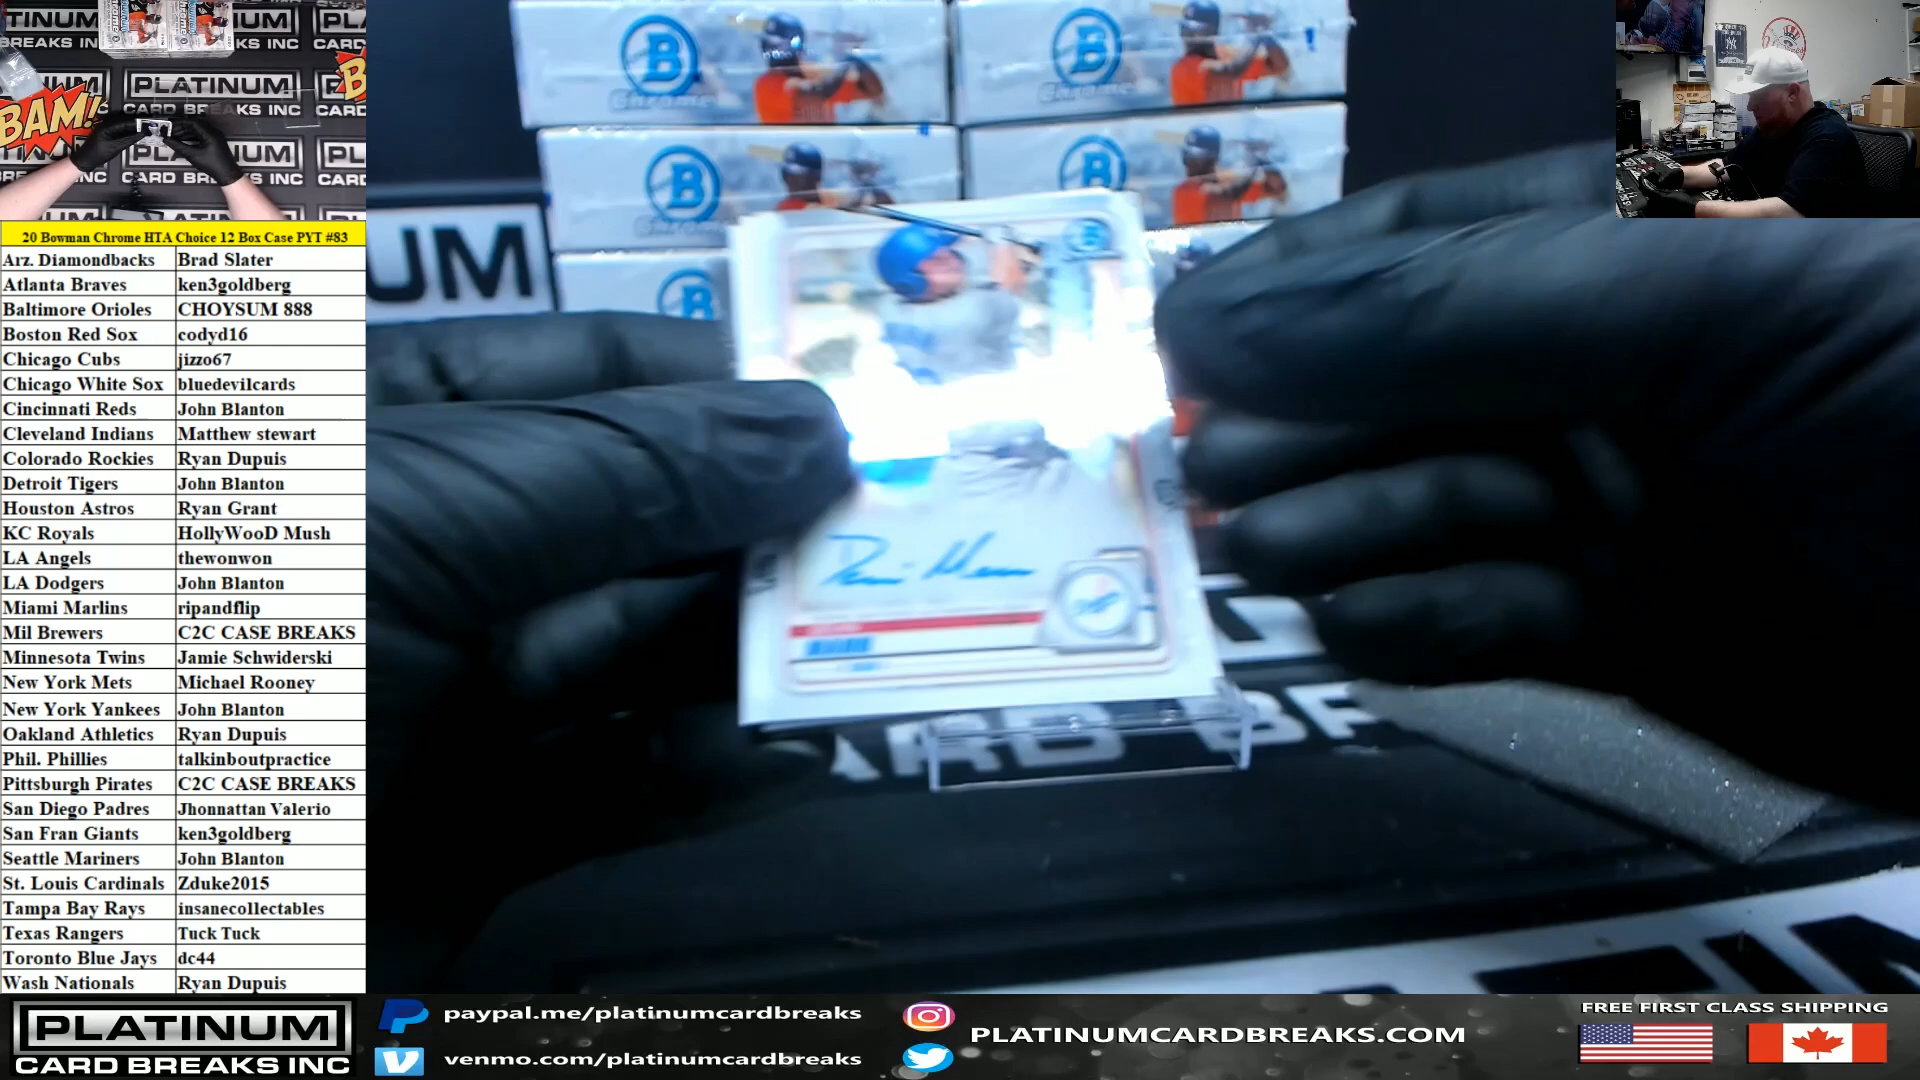 PLATINUM
CARD BREAKS INC
BAM!
UM
20 Bowman Chrome HTA Choice 12 Box Case PYT #83
Arz. Diamondbacks Brad Slater
Atlanta Braves ken3goldberg
Baltimore Orioles CHOYSUM 888
Boston Red Sox codyd16
Chicago Cubs jizzo67
Chicago White Sox bluedevilcards
Cincinnati Reds John Blanton
Cleveland Indians Matthew stewart
Colorado Rockies Ryan Dupuis
Detroit Tigers John Blanton
Houston Astros Ryan Grant
KC Royals HollyWooD Mush
LA Angels thewonwon
LA Dodgers John Blanton
Miami Marlins ripandflip
Mil Brewers C2C CASE BREAKS
Minnesota Twins Jamie Schwiderski
New York Mets Michael Rooney
New York Yankees John Blanton
Oakland Athletics Ryan Dupuis
Phil. Phillies talkinboutpractice
Pittsburgh Pirates C2C CASE BREAKS
San Diego Padres Jhonnattan Valerio
San Fran Giants ken3goldberg
Seattle Mariners John Blanton
St. Louis Cardinals Zduke2015
Tampa Bay Rays insanecollectables
Texas Rangers Tuck Tuck
Toronto Blue Jays dc44
Wash Nationals Ryan Dupuis
B Chrome
B Chrome
B
Chrome
B
PLATINUM
CARD BREAKS INC
paypal.me/platinumcardbreaks
venmo.com/platinumcardbreaks
PLATINUMCARDBREAKS.COM
FREE FIRST CLASS SHIPPING